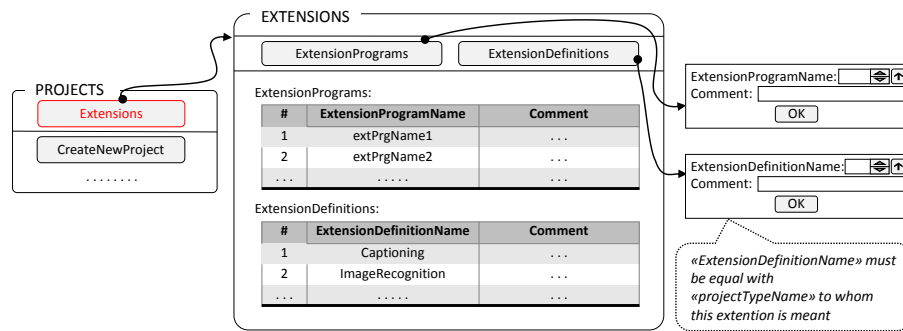 PROJECTS
Extensions
CreateNewProject
. . . . . . . .
EXTENSIONS
ExtensionPrograms ExtensionDefinitions
ExtensionPrograms:
# ExtensionProgramName Comment
1 extPrgName1 . . .
2 extPrgName2 . . .
. . . . . . . . . . .
ExtensionDefinitions:
# ExtensionDefinitionName Comment
1 Captioning . . .
2 ImageRecognition . . .
. . . . . . . . . . .
ExtensionProgramName:
Comment:
OK
ExtensionDefinitionName:
Comment:
OK
«ExtensionDefinitionName» must
be equal with
«projectTypeName» to whom
this extention is meant